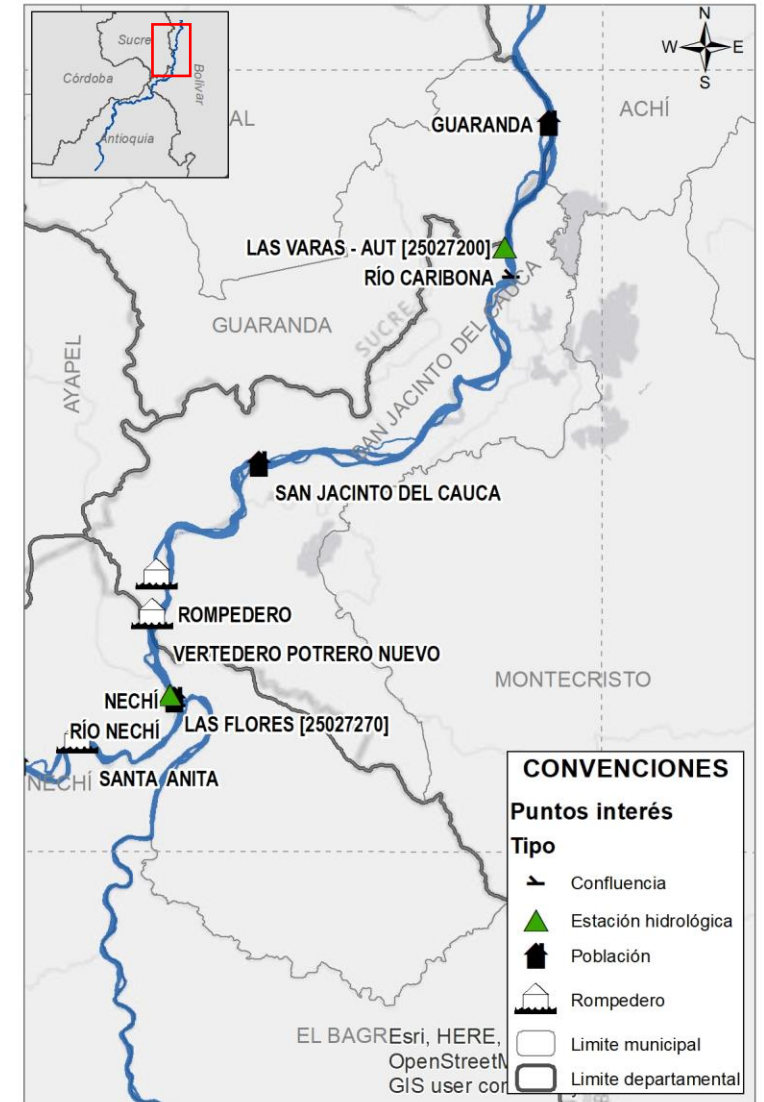 Sucre
Córdoba
Bolívar
Antioquia
N
W
E
S
AL
ACHÍ
GUARANDA
LAS VARAS - AUT [25027200]
RÍO CARIBONA
GUARANDA
SUCRE
SAN JACINTO DEL CAUCA
AYAPEL
SAN JACINTO DEL CAUCA
ROMPEDERO
VERTEDERO POTRERO NUEVO
MONTECRISTO
NECHÍ
RÍO NECHÍ
LAS FLORES [25027270]
NECHÍ
SANTA ANITA
CONVENCIONES
Puntos interés
Tipo
Confluencia
Estación hidrológica
Población
Rompedero
Limite municipal
Limite departamental
EL BAGRE
Esri, HERE,
OpenStreetM
GIS user cor